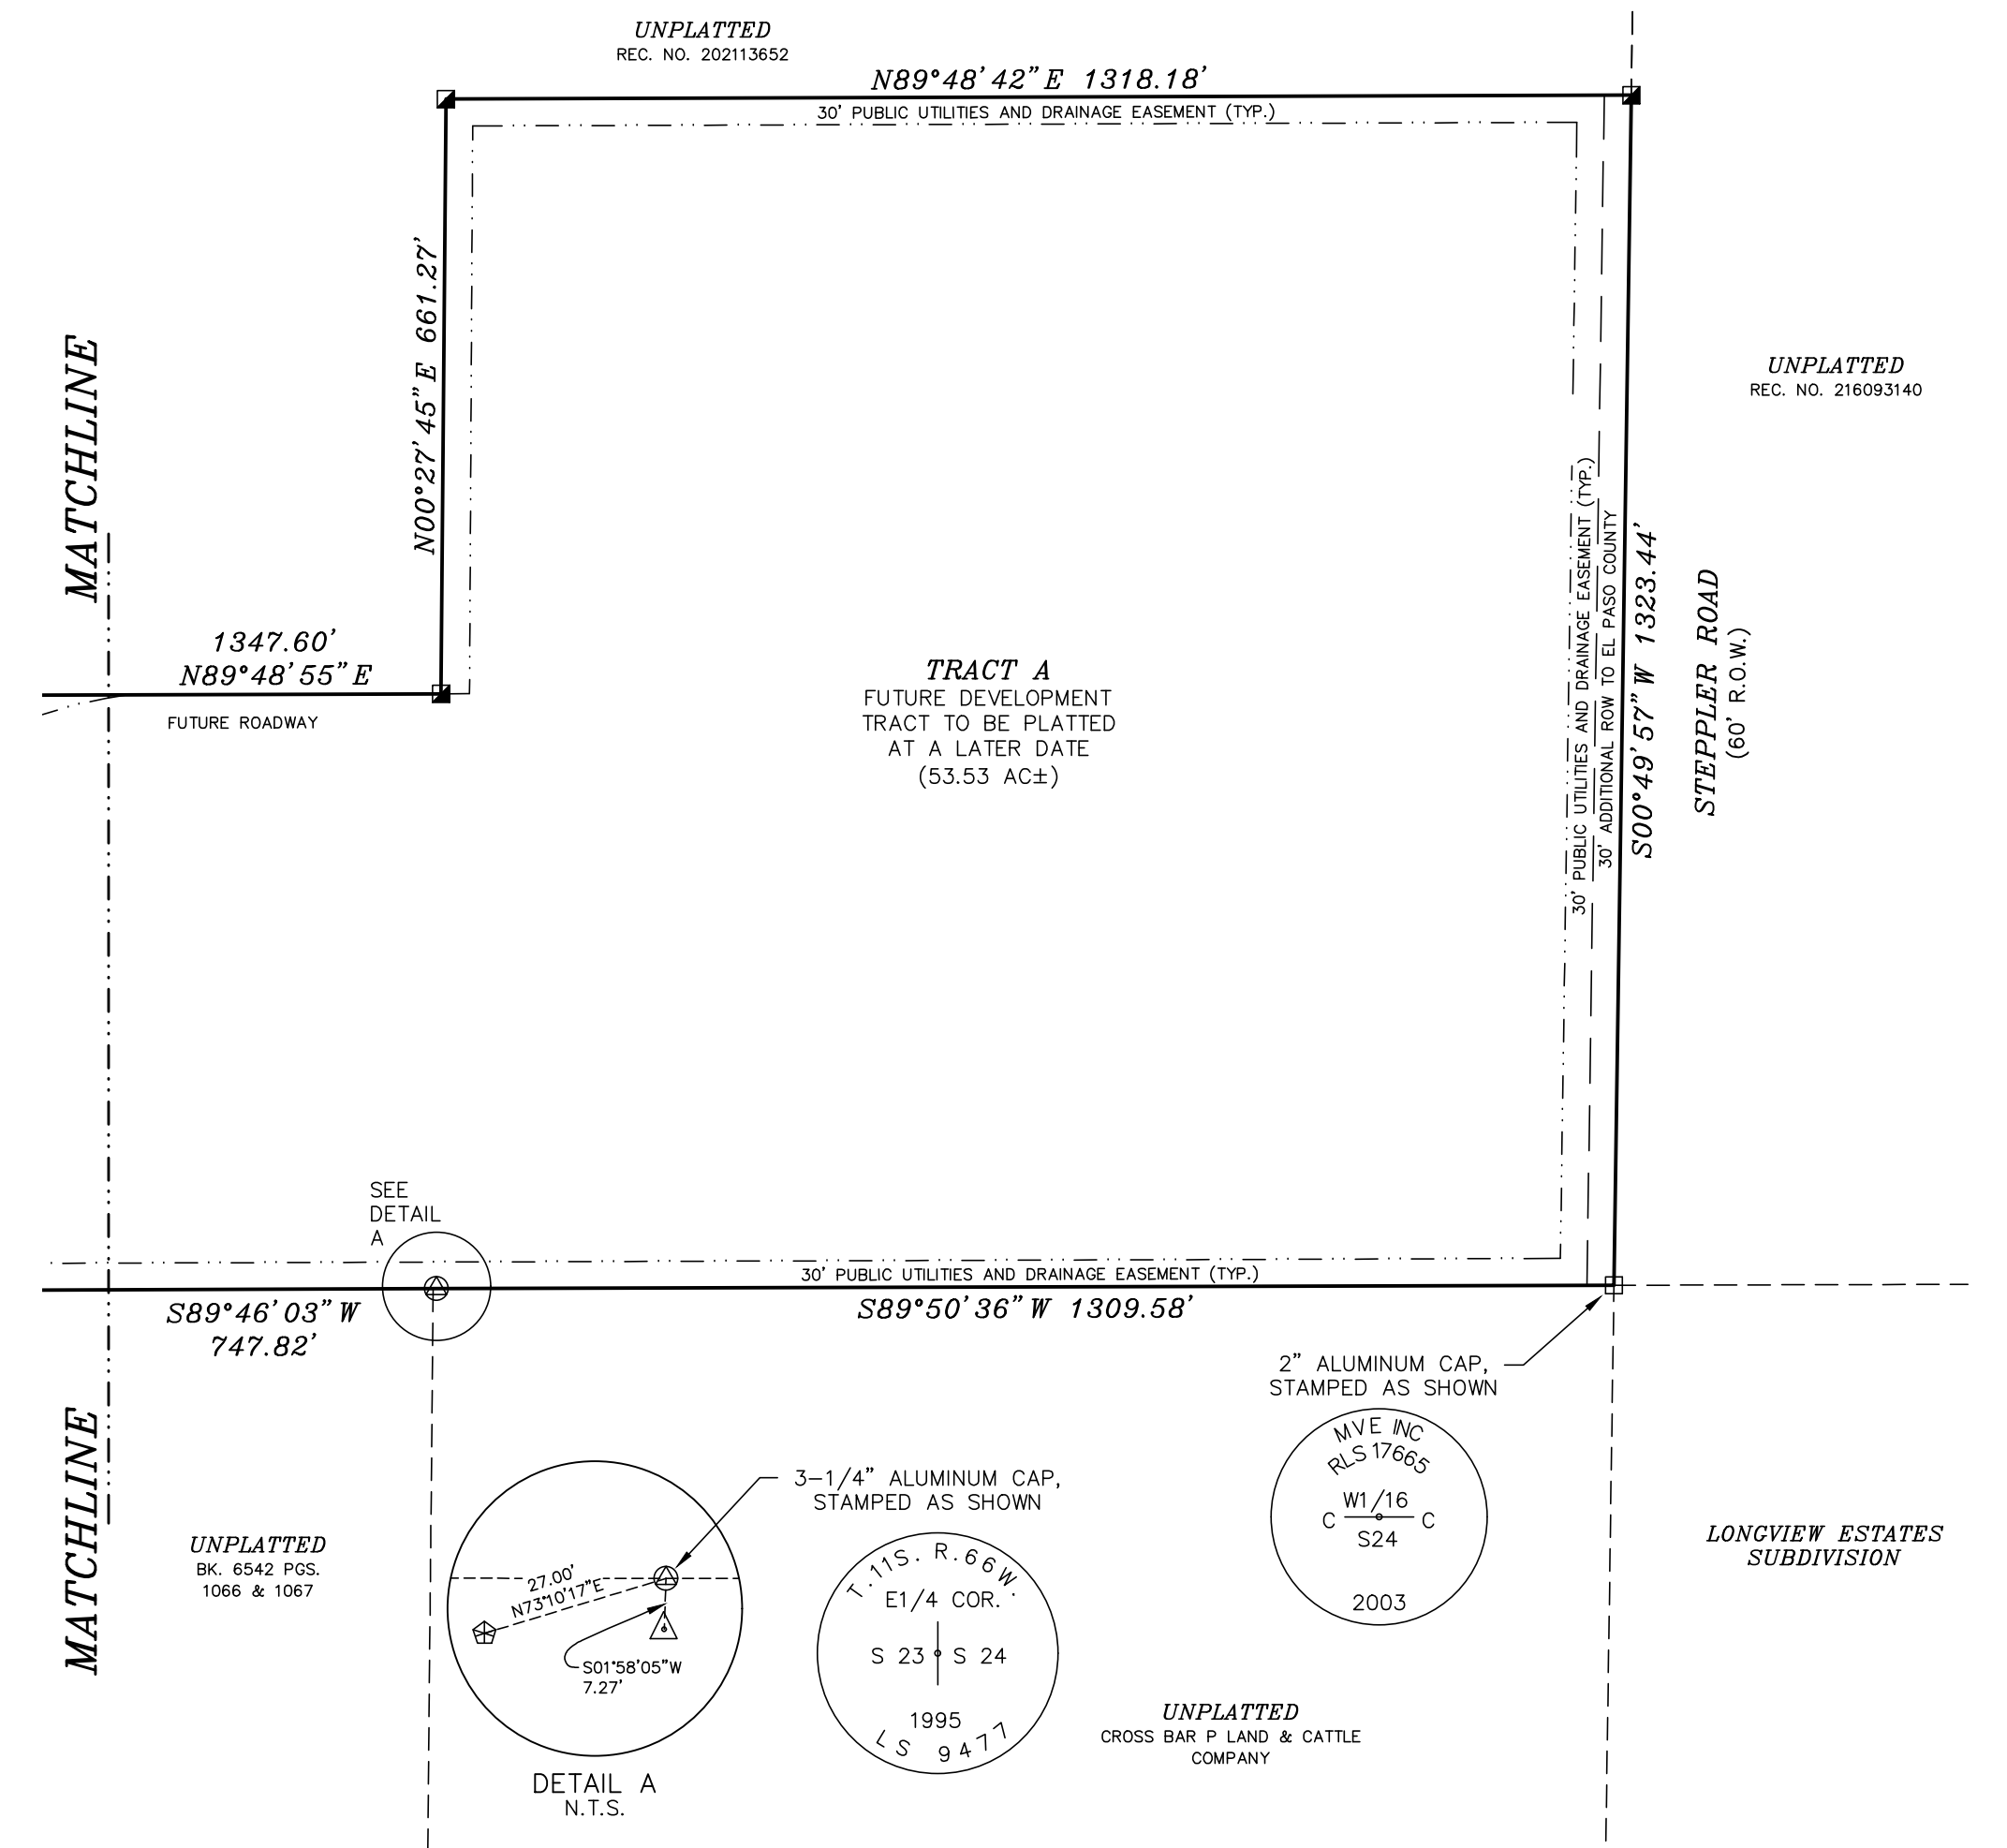 UNPLATTED
REC. NO. 202113652
N89°48'42"E 1318.18'
30' PUBLIC UTILITIES AND DRAINAGE EASEMENT (TYP.)
N00°27'45"E 661.27'
MATCHLINE
UNPLATTED
REC. NO. 216093140
1347.60'
N89°48'55"E
FUTURE ROADWAY
TRACT A
FUTURE DEVELOPMENT
TRACT TO BE PLATTED
AT A LATER DATE
(53.53 AC±)
30' PUBLIC UTILITIES AND DRAINAGE EASEMENT (TYP.)
30' ADDITIONAL ROW TO EL PASO COUNTY
S00°49'57"W 1323.44'
STEPPLER ROAD
(60' R.O.W.)
SEE
DETAIL
A
30' PUBLIC UTILITIES AND DRAINAGE EASEMENT (TYP.)
S89°46'03"W
747.82'
S89°50'36"W 1309.58'
2" ALUMINUM CAP,
STAMPED AS SHOWN
MVE INC
RLS 17665
W1/16
C C
S24
2003
MATCHLINE
UNPLATTED
BK. 6542 PGS.
1066 & 1067
3-1/4" ALUMINUM CAP,
STAMPED AS SHOWN
27.00'
N73°10'17"E
S01°58'05"W
7.27'
DETAIL A
N.T.S.
T.11S. R.66W.
E1/4 COR.
S 23 S 24
1995
LS 9477
UNPLATTED
CROSS BAR P LAND & CATTLE
COMPANY
LONGVIEW ESTATES
SUBDIVISION